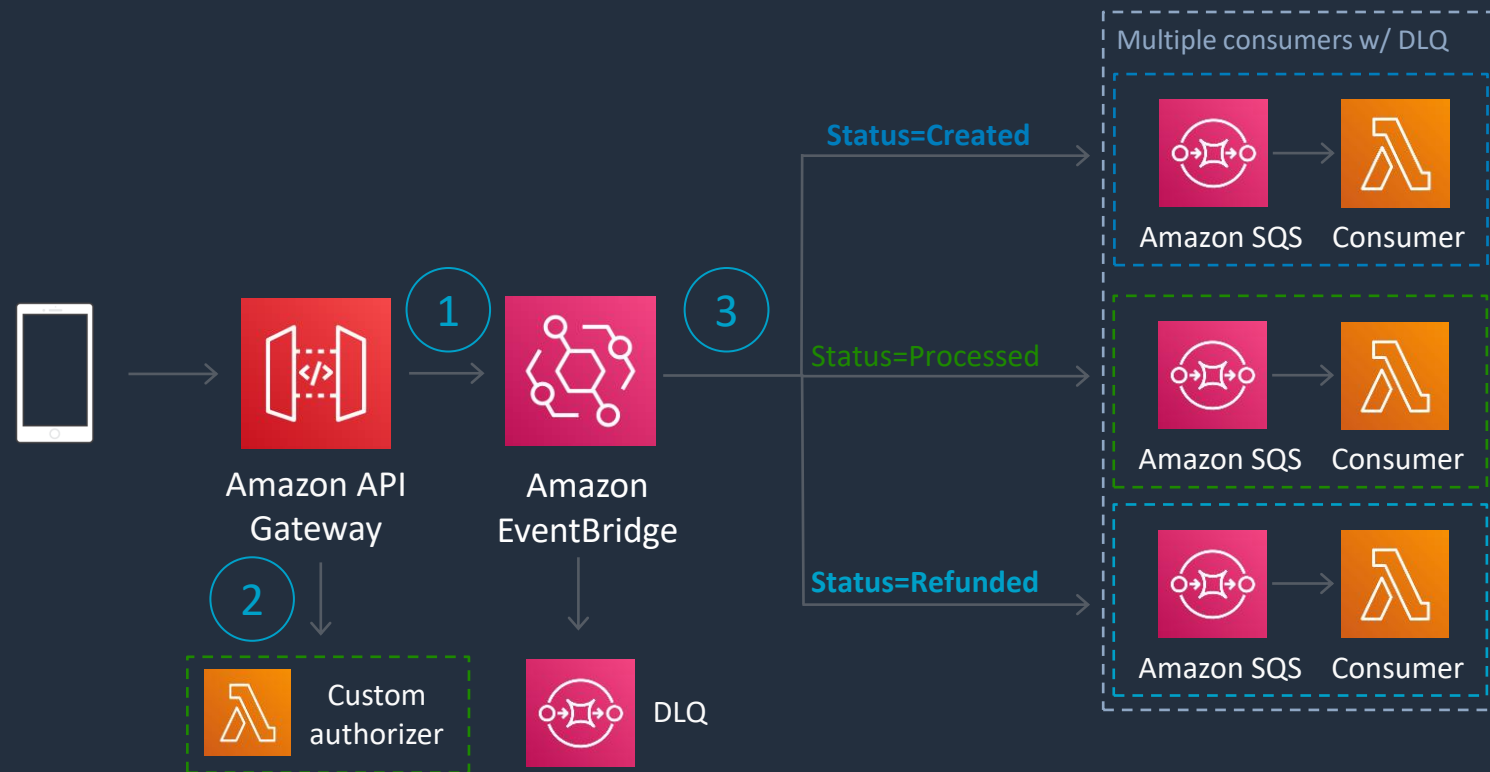 Multiple consumers w/ DLQ
Status=Created
Amazon SQS
Consumer
1
3
</>
Status=Processed
Amazon API
Gateway
Amazon
EventBridge
Amazon SQS
Consumer
2
Status=Refunded
Custom
authorizer
DLQ
Amazon SQS
Consumer